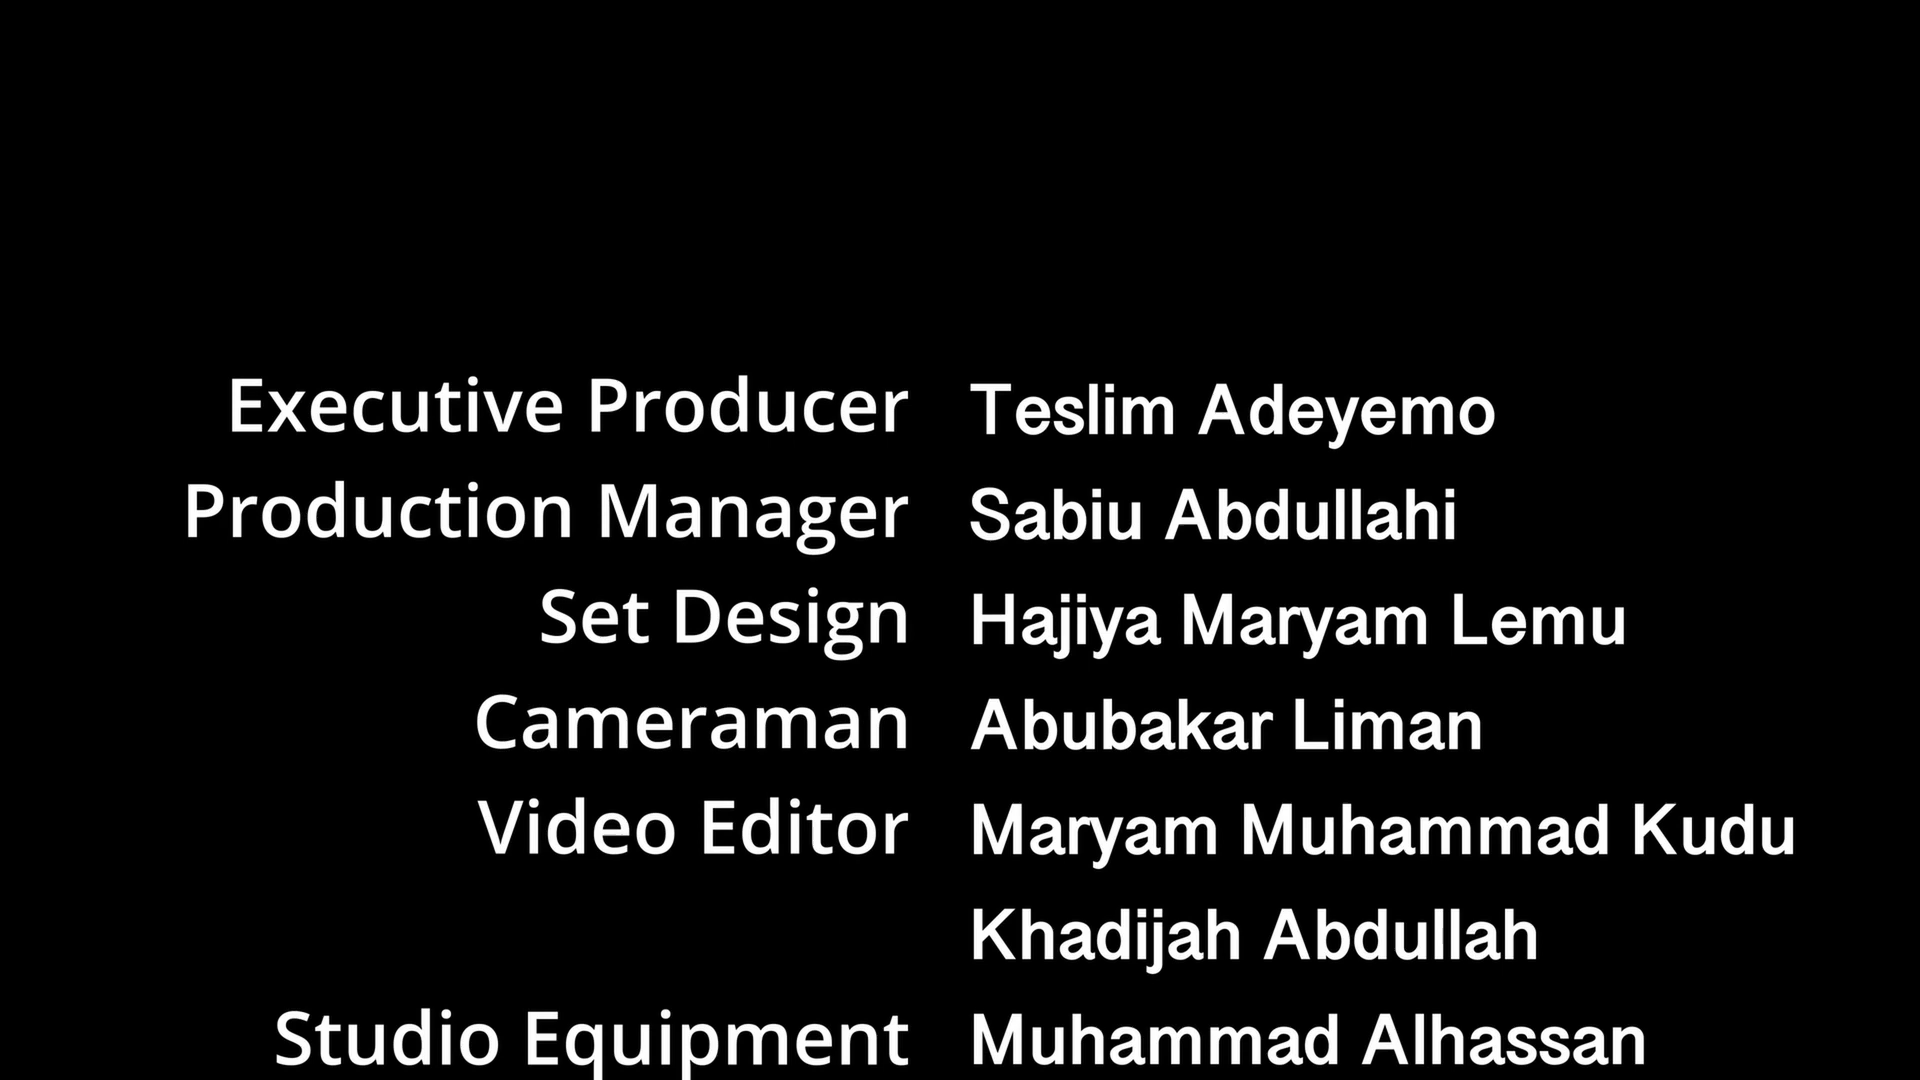 Executive Producer Teslim Adeyemo
Production Manager Sabiu Abdullahi
Set Design Hajiya Maryam Lemu
Cameraman Abubakar Liman
Video Editor Maryam Muhammad Kudu
Khadijah Abdullah
Studio Equipment Muhammad Alhassan